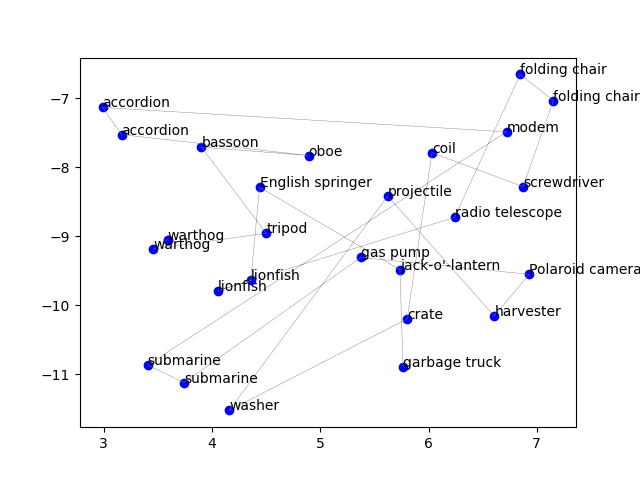 folding chair
−7
folding chair
accordion
modem
accordion
bassoon
oboe
coil
−8
English springer
screwdriver
projectile
radio telescope
−9
tripod
warthog
warthog
gas pump
jack-o'-lantern
Polaroid camera
lionfish
lionfish
−10
crate
harvester
submarine
garbage truck
−11
submarine
washer
3
4
5
6
7